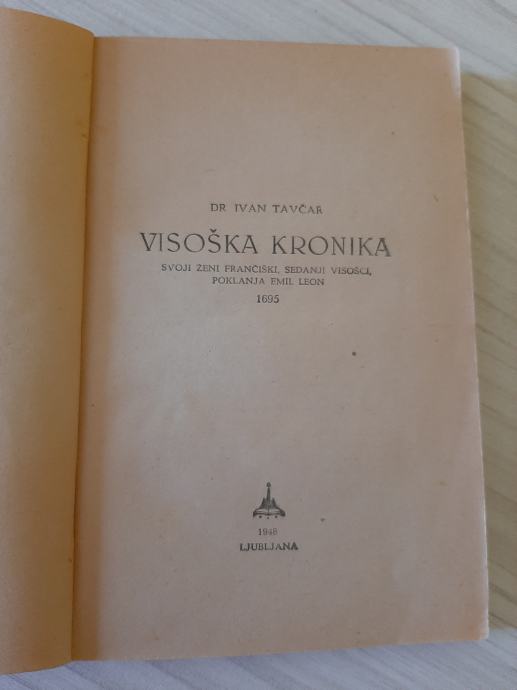 DR IVAN TAVČAR
VISOŠKA KRONIKA
SVOJI ŽENI FRANČIŠKI, SEDANJI VISOŠCI,
POKLANJA EMIL LEON
1695
1948
LJUBLJANA